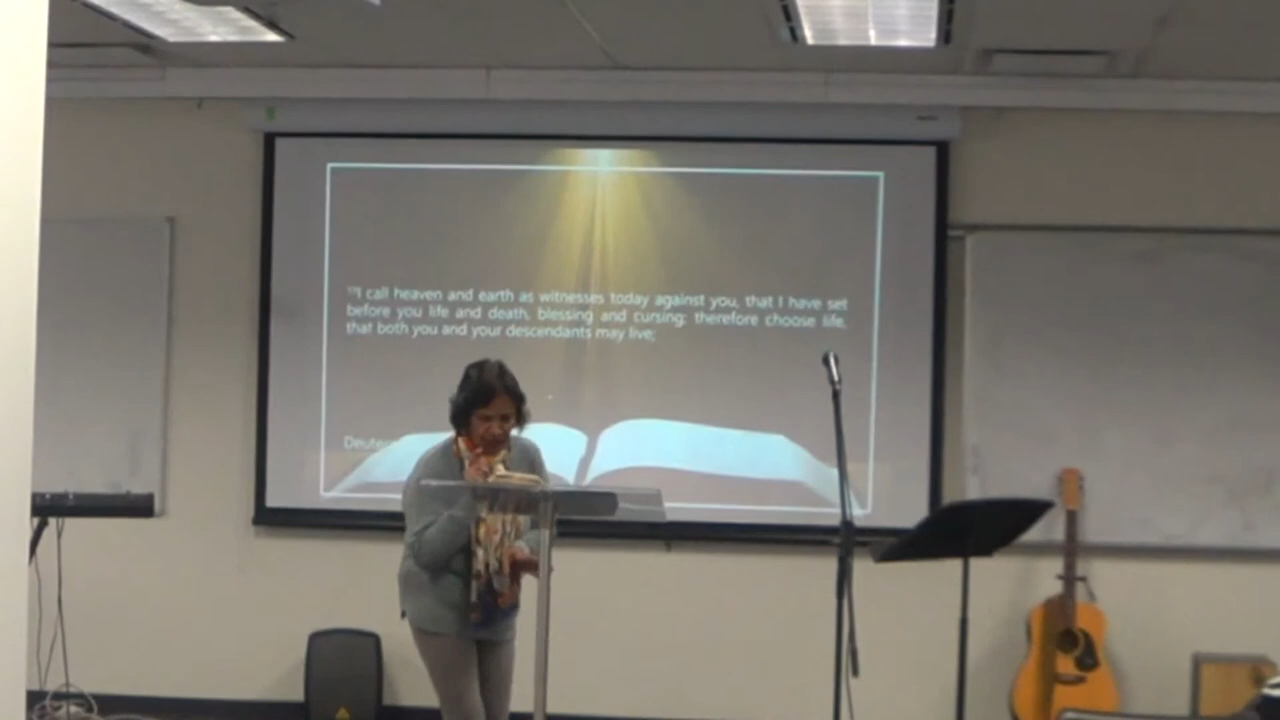 ¹⁹I call heaven and earth as witnesses today against you, that I have set
before you life and death, blessing and cursing; therefore choose life,
that both you and your descendants may live;